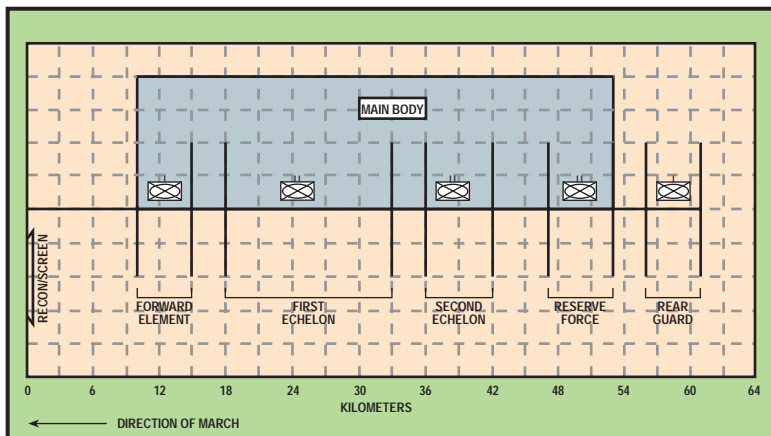 MAIN BODY
RECON/SCREEN
FORWARD
ELEMENT
FIRST
ECHELON
SECOND
ECHELON
RESERVE
FORCE
REAR
GUARD
0 6 12 18 24 30 36 42 48 54 60 64
KILOMETERS
DIRECTION OF MARCH